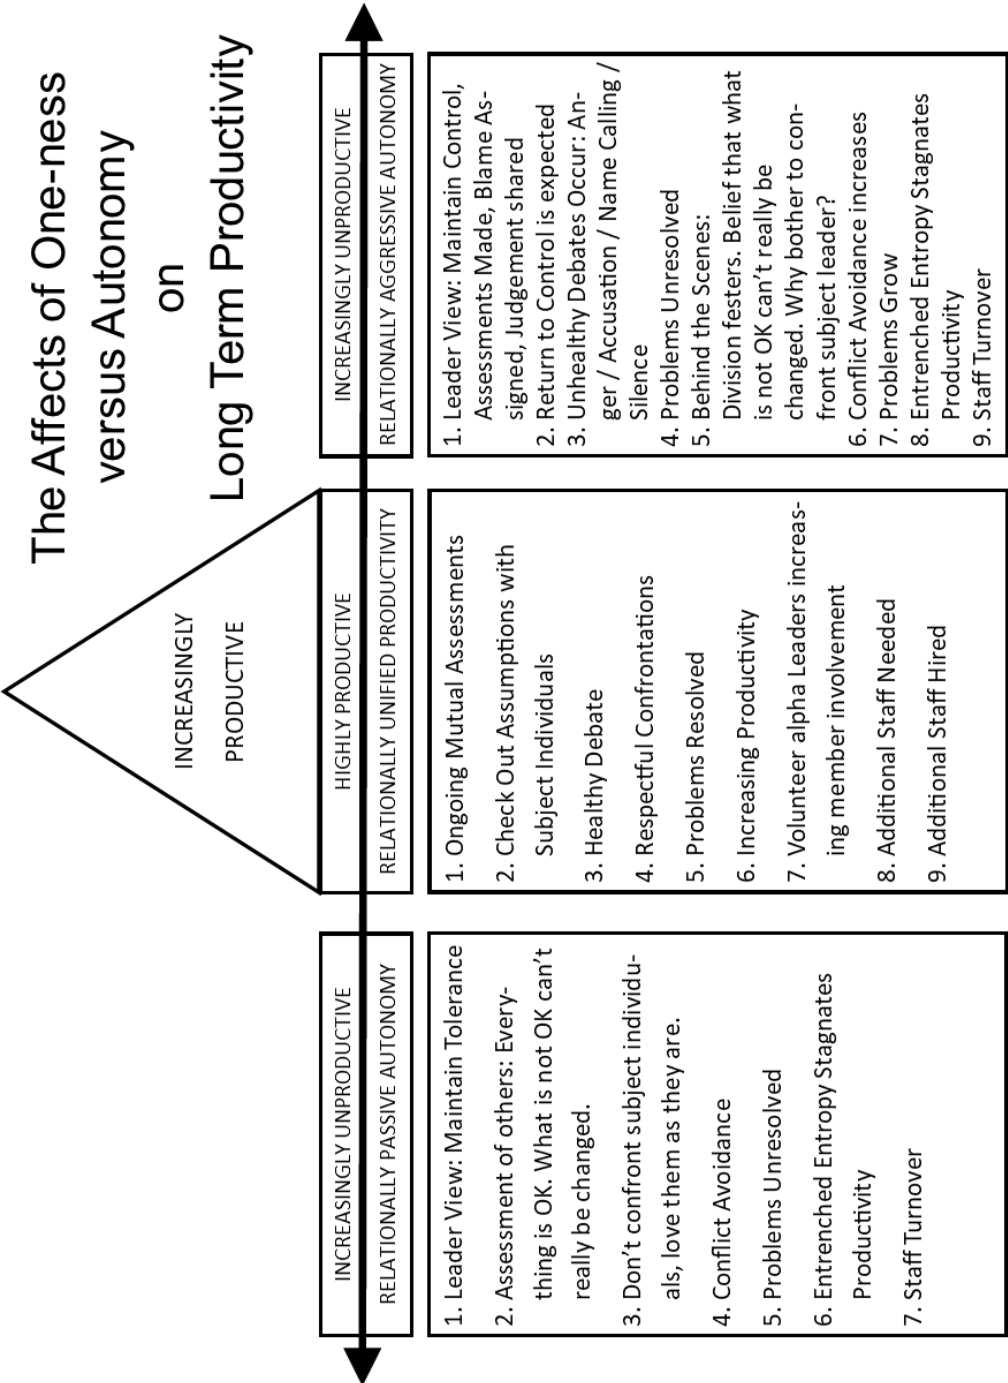 The Affects of One-ness
versus Autonomy
on
Long Term Productivity
INCREASINGLY
PRODUCTIVE
INCREASINGLY UNPRODUCTIVE
RELATIONALLY PASSIVE AUTONOMY
1. Leader View: Maintain Tolerance
2. Assessment of others: Every-
thing is OK. What is not OK can't
really be changed.
3. Don't confront subject individu-
als, love them as they are.
4. Conflict Avoidance
5. Problems Unresolved
6. Entrenched Entropy Stagnates
Productivity
7. Staff Turnover
HIGHLY PRODUCTIVE
RELATIONALLY UNIFIED PRODUCTIVITY
1. Ongoing Mutual Assessments
2. Check Out Assumptions with
Subject Individuals
3. Healthy Debate
4. Respectful Confrontations
5. Problems Resolved
6. Increasing Productivity
7. Volunteer alpha Leaders increas-
ing member involvement
8. Additional Staff Needed
9. Additional Staff Hired
INCREASINGLY UNPRODUCTIVE
RELATIONALLY AGGRESSIVE AUTONOMY
1. Leader View: Maintain Control,
Assessments Made, Blame As-
signed, Judgement shared
2. Return to Control is expected
3. Unhealthy Debates Occur: An-
ger / Accusation / Name Calling /
Silence
4. Problems Unresolved
5. Behind the Scenes:
Division festers. Belief that what
is not OK can't really be
changed. Why bother to con-
front subject leader?
6. Conflict Avoidance increases
7. Problems Grow
8. Entrenched Entropy Stagnates
Productivity
9. Staff Turnover